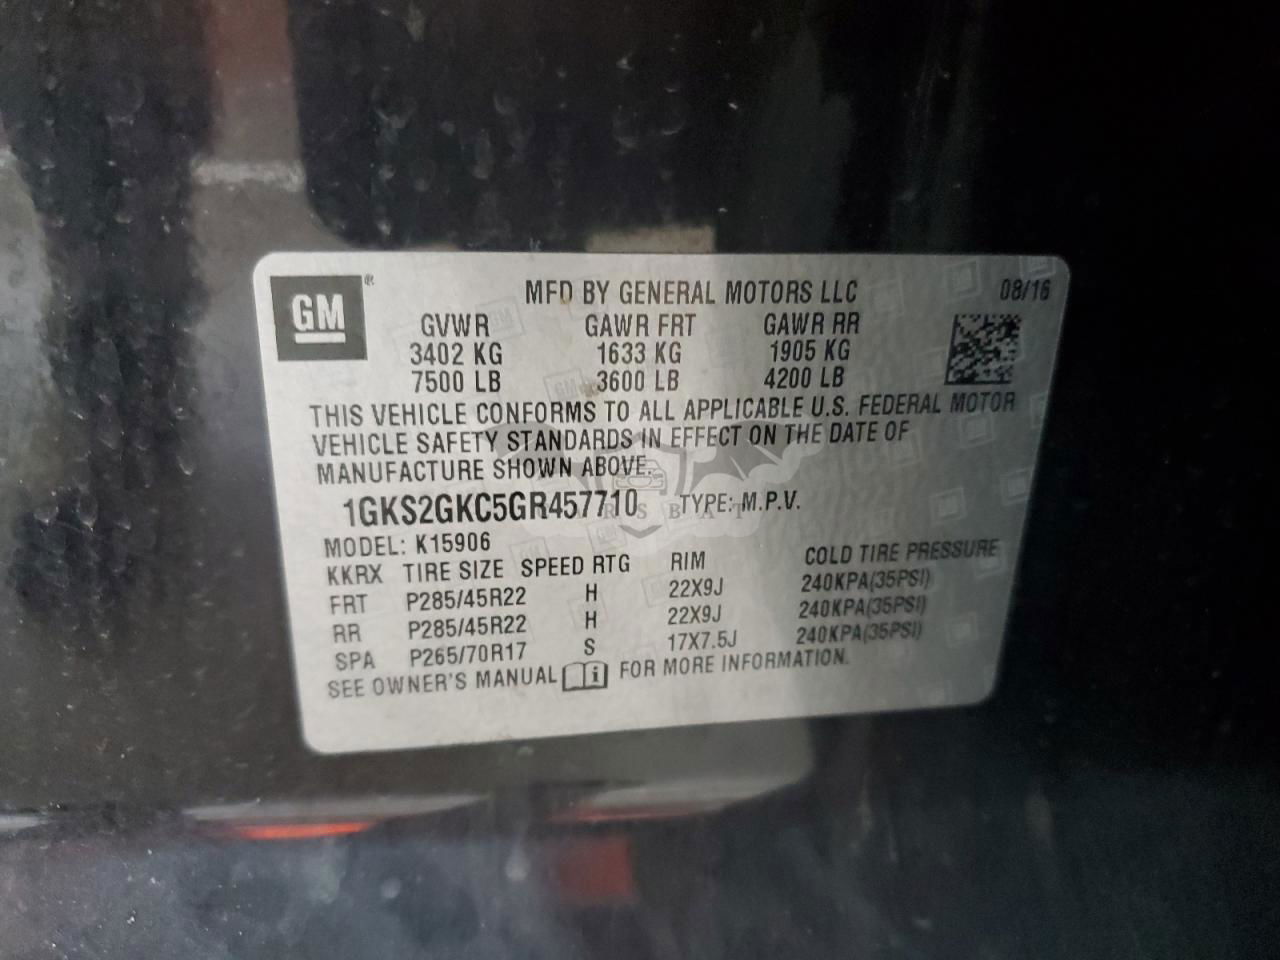 GM ® MFD BY GENERAL MOTORS LLC 08/16
GVWR GAWR FRT GAWR RR
3402 KG 1633 KG 1905 KG
7500 LB 3600 LB 4200 LB
THIS VEHICLE CONFORMS TO ALL APPLICABLE U.S. FEDERAL MOTOR
VEHICLE SAFETY STANDARDS IN EFFECT ON THE DATE OF
MANUFACTURE SHOWN ABOVE.
1GKS2GKC5GR457710 TYPE: M.P.V.
RSBAT
MODEL: K15906
KKRX TIRE SIZE SPEED RTG RIM COLD TIRE PRESSURE
FRT P285/45R22 H 22X9J 240KPA(35PSI)
RR P285/45R22 H 22X9J 240KPA(35PSI)
SPA P265/70R17 S 17X7.5J 240KPA(35PSI)
SEE OWNER'S MANUAL i FOR MORE INFORMATION.